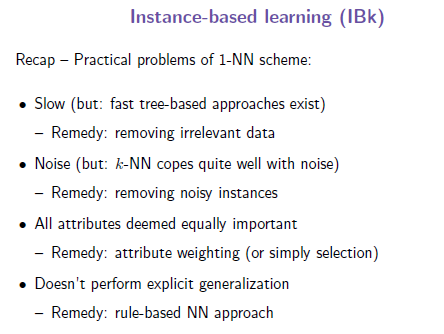 Instance-based learning (IBk)
Recap – Practical problems of 1-NN scheme:
• Slow (but: fast tree-based approaches exist)
– Remedy: removing irrelevant data
• Noise (but: k-NN copes quite well with noise)
– Remedy: removing noisy instances
• All attributes deemed equally important
– Remedy: attribute weighting (or simply selection)
• Doesn't perform explicit generalization
– Remedy: rule-based NN approach